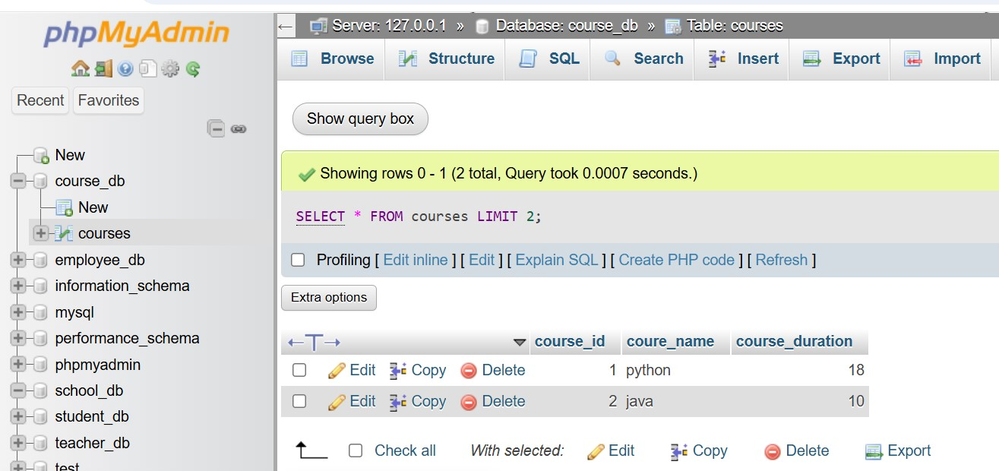 phpMyAdmin
Recent Favorites
New
course_db
New
courses
employee_db
information_schema
mysql
performance_schema
phpmyadmin
school_db
student_db
teacher_db
test
Server: 127.0.0.1 » Database: course_db » Table: courses
Browse Structure SQL Search Insert Export Import
Show query box
Showing rows 0 - 1 (2 total, Query took 0.0007 seconds.)
SELECT * FROM courses LIMIT 2;
Profiling [ Edit inline ] [ Edit ] [ Explain SQL ] [ Create PHP code ] [ Refresh ]
Extra options
←T→ course_id coure_name course_duration
Edit Copy Delete 1 python 18
Edit Copy Delete 2 java 10
Check all With selected: Edit Copy Delete Export